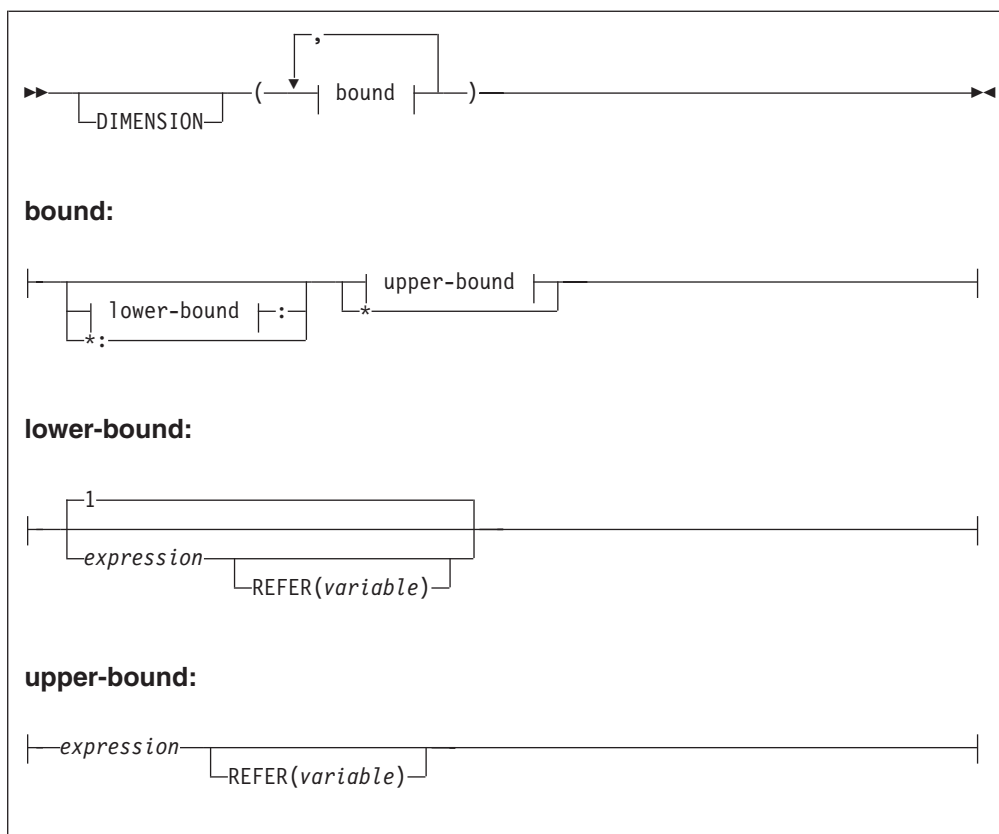 ,
( bound )
DIMENSION
bound:
upper-bound
lower-bound : *
*:
lower-bound:
1
expression
REFER(variable)
upper-bound:
expression
REFER(variable)